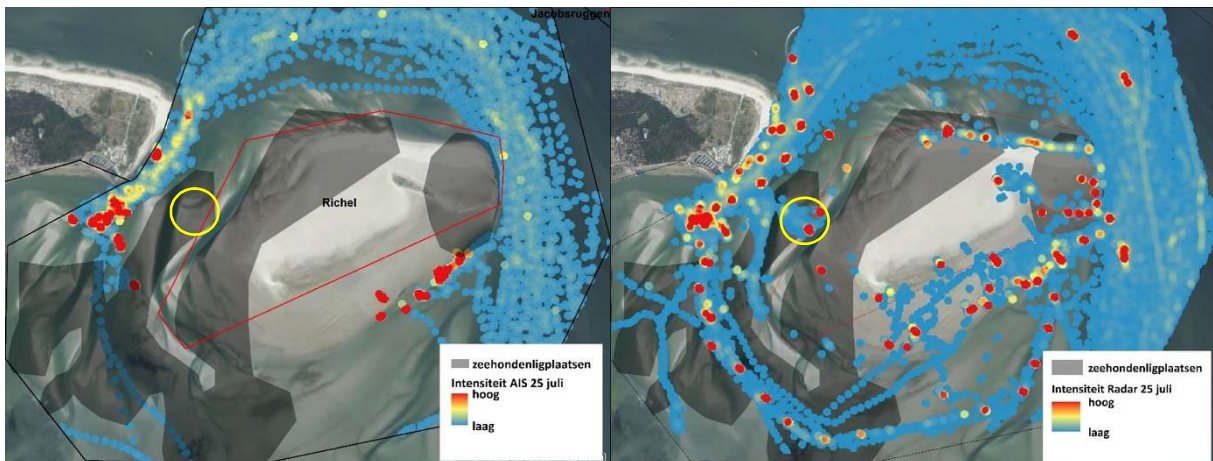 Jacobsruggen
Richel
zeehondenligplaatsen
Intensiteit AIS 25 juli
hoog
laag
zeehondenligplaatsen
Intensiteit Radar 25 juli
hoog
laag